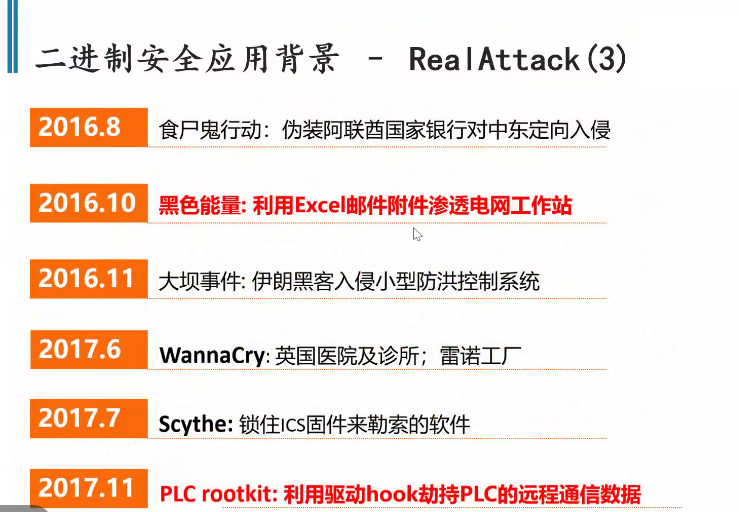 二进制安全应用背景 – RealAttack(3)
2016.8 食尸鬼行动：伪装阿联酋国家银行对中东定向入侵
2016.10 黑色能量: 利用Excel邮件附件渗透电网工作站
2016.11 大坝事件: 伊朗黑客入侵小型防洪控制系统
2017.6 WannaCry: 英国医院及诊所；雷诺工厂
2017.7 Scythe: 锁住ICS固件来勒索的软件
2017.11 PLC rootkit: 利用驱动hook劫持PLC的远程通信数据